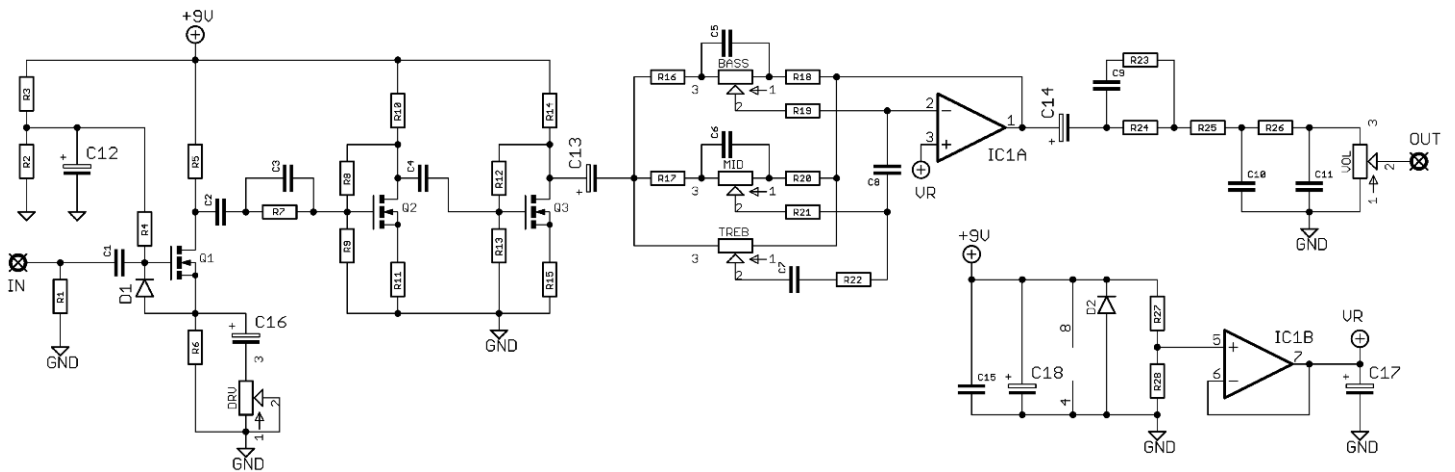 +9V
R3
R2
C12
R4
R5
IN
R1
GND
C1
D1
Q1
R6
C16
3
DRV
2
1
GND
C2
C3
R7
R8
R9
R10
Q2
R11
C4
R12
R13
GND
R14
Q3
R15
C13
R16
C5
BASS
3
1
2
R18
R19
R17
C6
MID
3
1
2
R20
R21
TREB
3
1
2
C7
R22
C8
2
3
1
VR
IC1A
C14
C9
R23
R24
R25
R26
C10
C11
GND
VOL
3
2
1
OUT
+9V
C15
C18
8
4
D2
R27
R28
GND
5
6
7
IC1B
VR
C17
GND